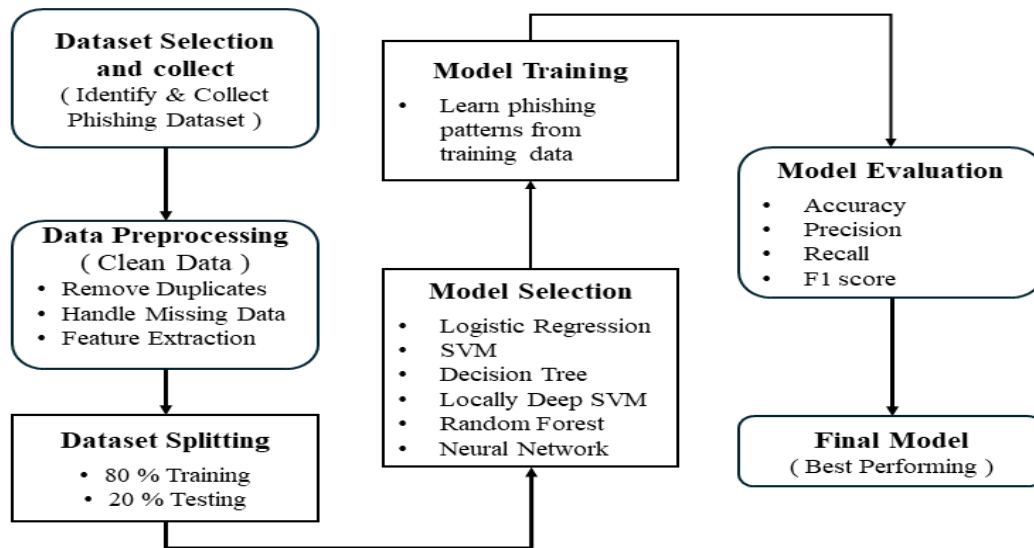 Dataset Selection
and collect
( Identify & Collect
Phishing Dataset )
Data Preprocessing
( Clean Data )
• Remove Duplicates
• Handle Missing Data
• Feature Extraction
Dataset Splitting
• 80 % Training
• 20 % Testing
Model Selection
• Logistic Regression
• SVM
• Decision Tree
• Locally Deep SVM
• Random Forest
• Neural Network
Model Training
• Learn phishing
patterns from
training data
Model Evaluation
• Accuracy
• Precision
• Recall
• F1 score
Final Model
( Best Performing )